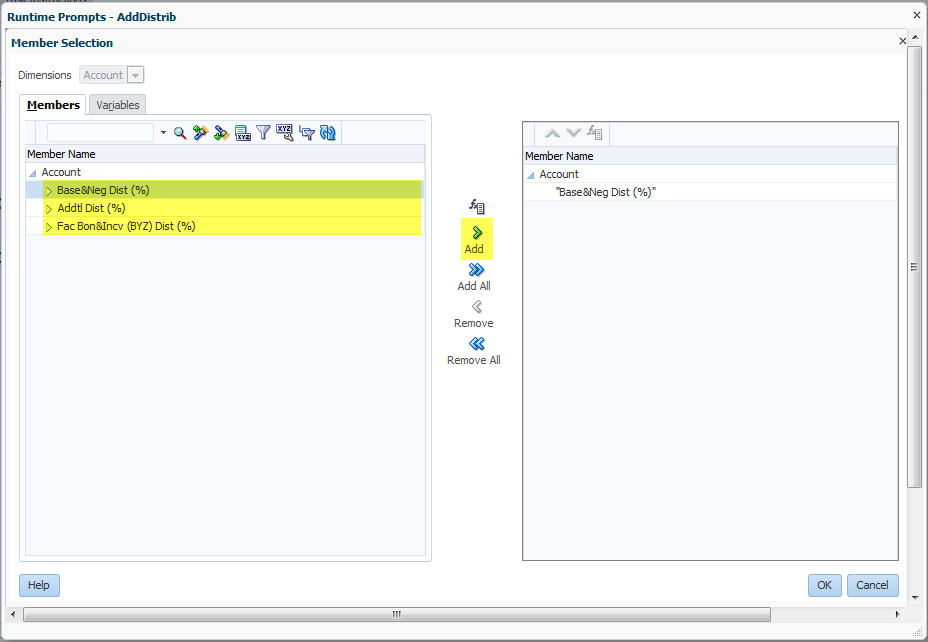 Runtime Prompts - AddDistrib
Member Selection
Dimensions Account
Members Variables
Member Name
Account
Base&Neg Dist (%)
Addtl Dist (%)
Fac Bon&Incv (BYZ) Dist (%)
Add
Add All
Remove
Remove All
Member Name
Account
"Base&Neg Dist (%)"
Help
OK
Cancel